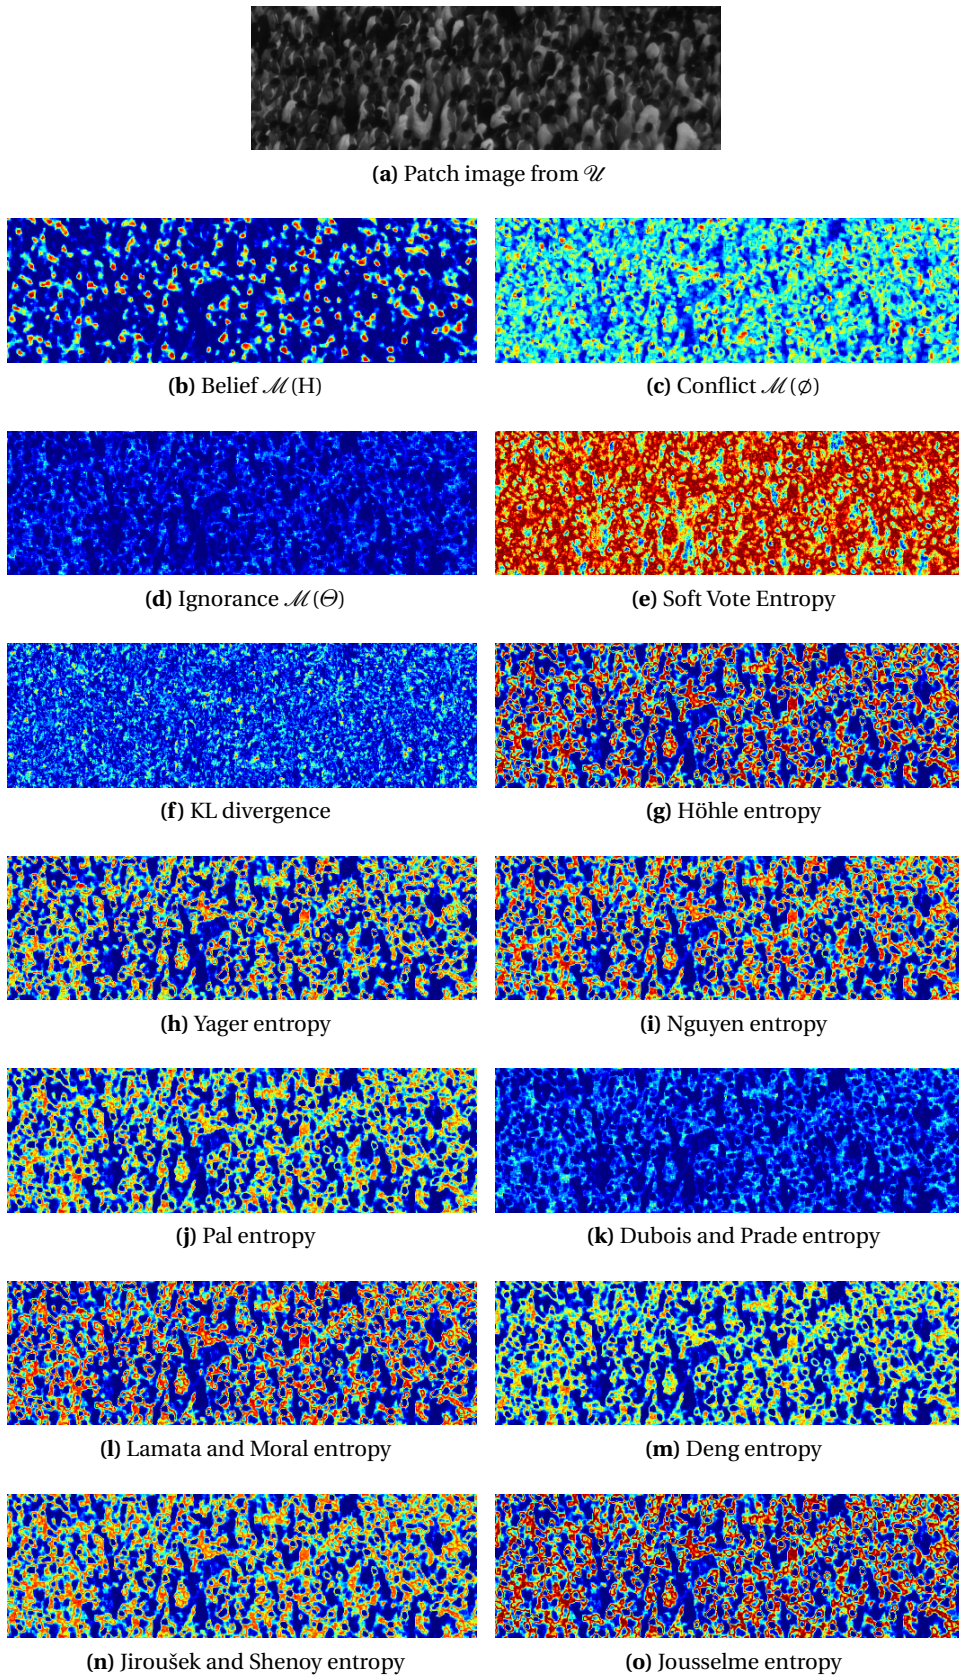 (a) Patch image from 𝒰
(b) Belief ℳ(H)
(c) Conflict ℳ(∅)
(d) Ignorance ℳ(Θ)
(e) Soft Vote Entropy
(f) KL divergence
(g) Höhle entropy
(h) Yager entropy
(i) Nguyen entropy
(j) Pal entropy
(k) Dubois and Prade entropy
(l) Lamata and Moral entropy
(m) Deng entropy
(n) Jiroušek and Shenoy entropy
(o) Jousselme entropy